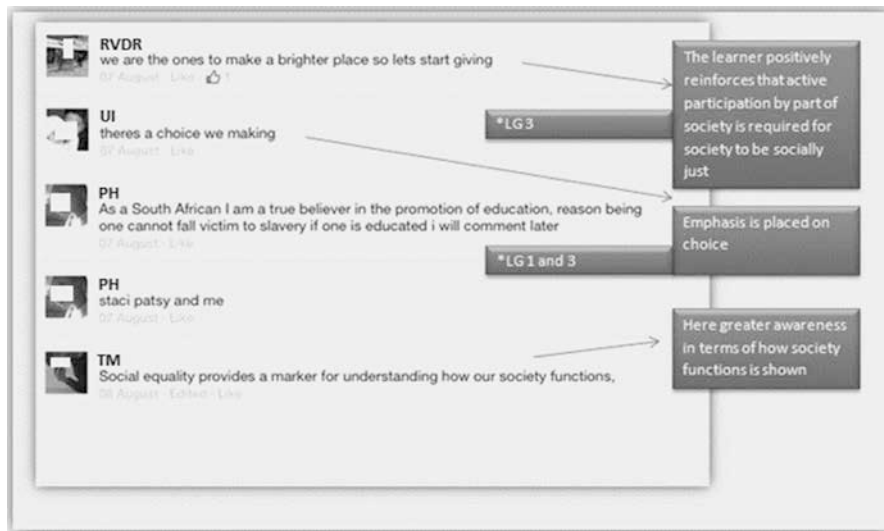 RVDR
we are the ones to make a brighter place so lets start giving
07 August · Like · 1
UI
theres a choice we making
07 August · Like
PH
As a South African I am a true believer in the promotion of education, reason being
one cannot fall victim to slavery if one is educated i will comment later
07 August · Like
PH
staci patsy and me
07 August · Like
TM
Social equality provides a marker for understanding how our society functions,
08 August · Edited · Like
The learner positively
reinforces that active
participation by part of
society is required for
society to be socially
just
*LG 3
Emphasis is placed on
choice
*LG 1 and 3
Here greater awareness
in terms of how society
functions is shown